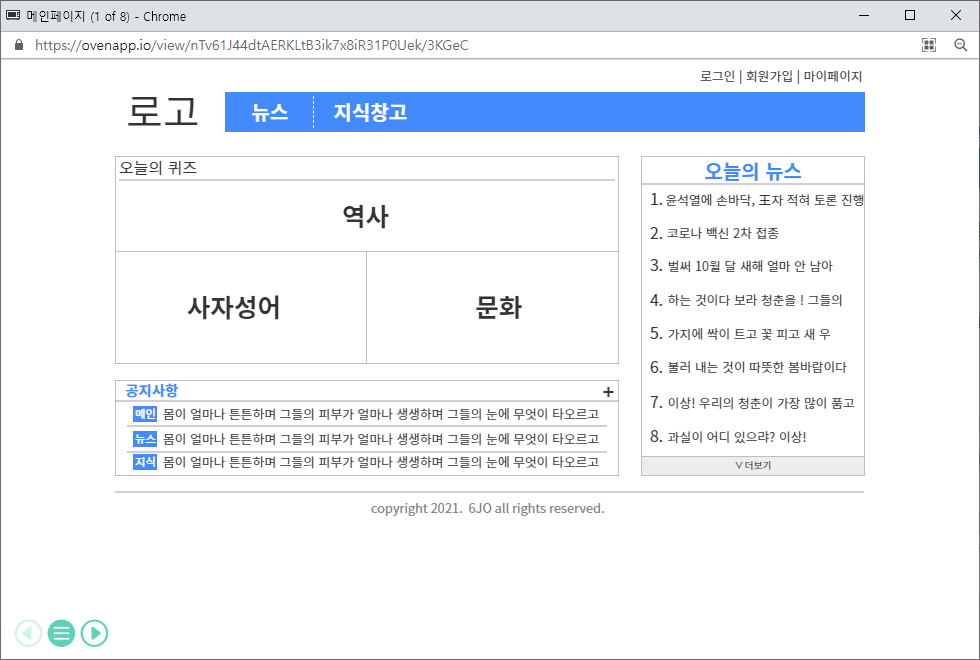 메인페이지 (1 of 8) - Chrome
https://ovenapp.io/view/nTv61J44dtAERKLtB3ik7x8iR31P0Uek/3KGeC
로그인 | 회원가입 | 마이페이지
로고
뉴스
지식창고
오늘의 퀴즈
역사
사자성어
문화
공지사항 +
메인 몸이 얼마나 튼튼하며 그들의 피부가 얼마나 생생하며 그들의 눈에 무엇이 타오르고
뉴스 몸이 얼마나 튼튼하며 그들의 피부가 얼마나 생생하며 그들의 눈에 무엇이 타오르고
지식 몸이 얼마나 튼튼하며 그들의 피부가 얼마나 생생하며 그들의 눈에 무엇이 타오르고
오늘의 뉴스
1. 윤석열에 손바닥, 王자 적혀 토론 진행
2. 코로나 백신 2차 접종
3. 벌써 10월 달 새해 얼마 안 남아
4. 하는 것이다 보라 청춘을 ! 그들의
5. 가지에 싹이 트고 꽃 피고 새 우
6. 불러 내는 것이 따뜻한 봄바람이다
7. 이상! 우리의 청춘이 가장 많이 품고
8. 과실이 어디 있으랴? 이상!
∨더보기
copyright 2021. 6JO all rights reserved.